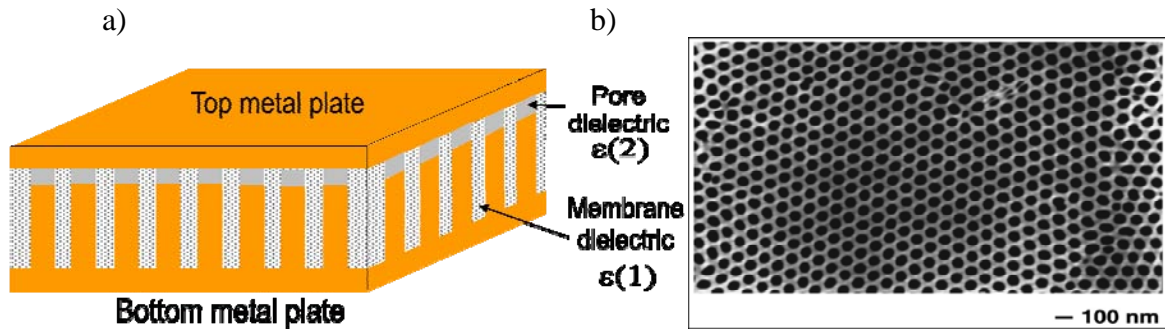 a)
b)
Top metal plate
Pore
dielectric
ε(2)
Membrane
dielectric
ε(1)
Bottom metal plate
— 100 nm